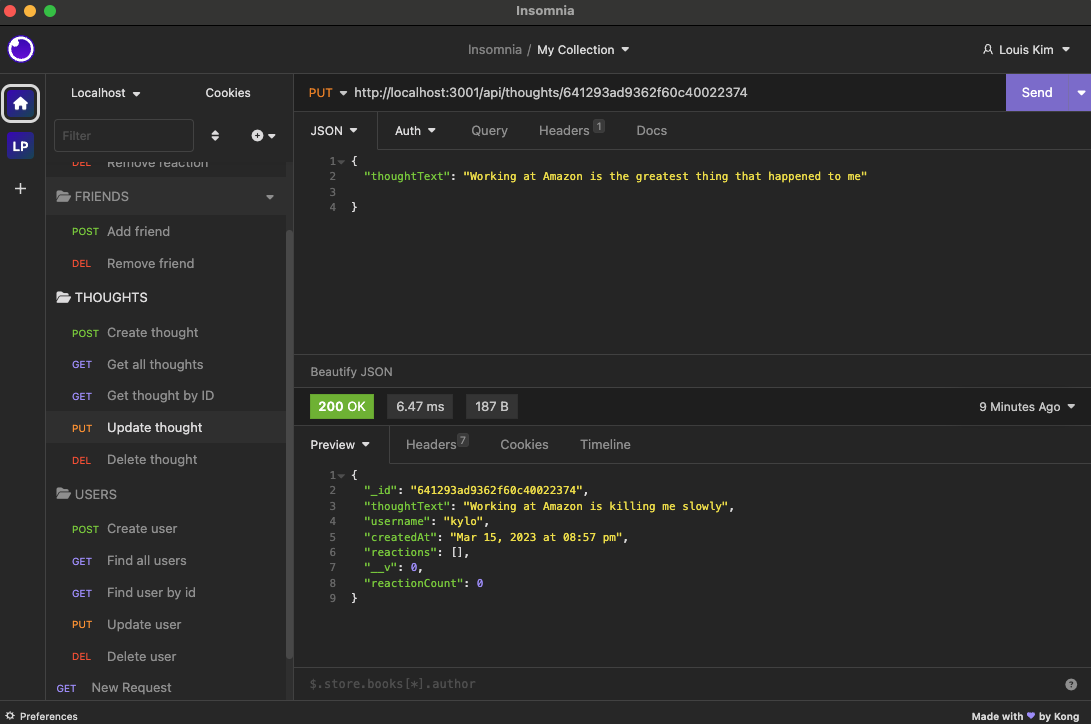 Insomnia
Insomnia / My Collection
Louis Kim
Localhost
Cookies
PUT http://localhost:3001/api/thoughts/641293ad9362f60c40022374
Send
LP
Filter
DEL Remove reaction
FRIENDS
POST Add friend
DEL Remove friend
THOUGHTS
POST Create thought
GET Get all thoughts
GET Get thought by ID
PUT Update thought
DEL Delete thought
USERS
POST Create user
GET Find all users
GET Find user by id
PUT Update user
DEL Delete user
GET New Request
JSON Auth Query Headers 1 Docs
1 {
2 "thoughtText": "Working at Amazon is the greatest thing that happened to me"
3
4 }
Beautify JSON
200 OK 6.47 ms 187 B 9 Minutes Ago
Preview Headers 7 Cookies Timeline
1 {
2 "_id": "641293ad9362f60c40022374",
3 "thoughtText": "Working at Amazon is killing me slowly",
4 "username": "kylo",
5 "createdAt": "Mar 15, 2023 at 08:57 pm",
6 "reactions": [],
7 "__v": 0,
8 "reactionCount": 0
9 }
$.store.books[*].author
?
Preferences
Made with ❤ by Kong